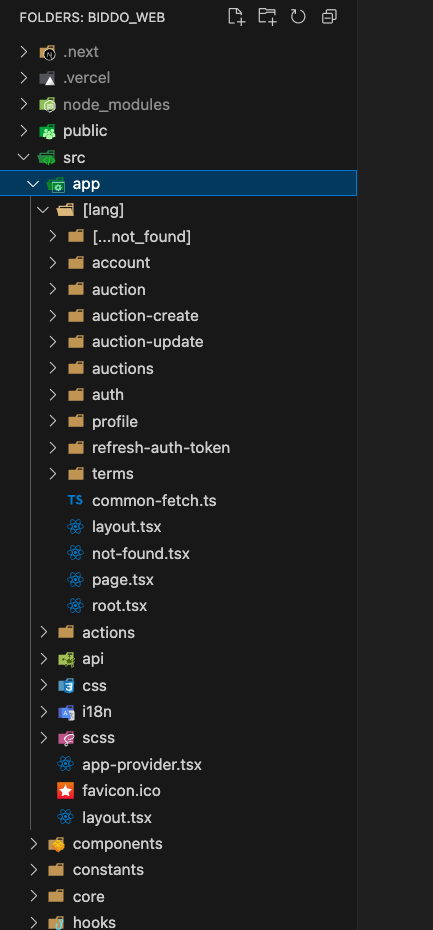 FOLDERS: BIDDO_WEB
.next
.vercel
node_modules
public
src
app
[lang]
[...not_found]
account
auction
auction-create
auction-update
auctions
auth
profile
refresh-auth-token
terms
TS common-fetch.ts
layout.tsx
not-found.tsx
page.tsx
root.tsx
actions
api
css
i18n
scss
app-provider.tsx
favicon.ico
layout.tsx
components
constants
core
hooks